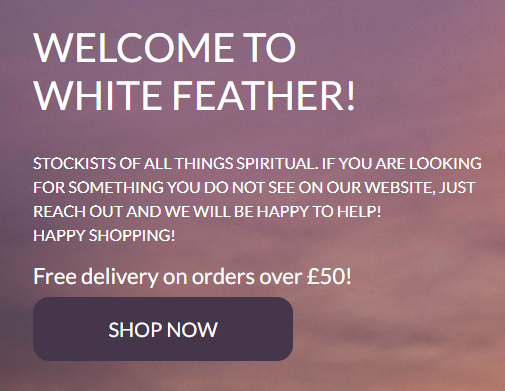 WELCOME TO
WHITE FEATHER!
STOCKISTS OF ALL THINGS SPIRITUAL. IF YOU ARE LOOKING
FOR SOMETHING YOU DO NOT SEE ON OUR WEBSITE, JUST
REACH OUT AND WE WILL BE HAPPY TO HELP!
HAPPY SHOPPING!
Free delivery on orders over £50!
SHOP NOW